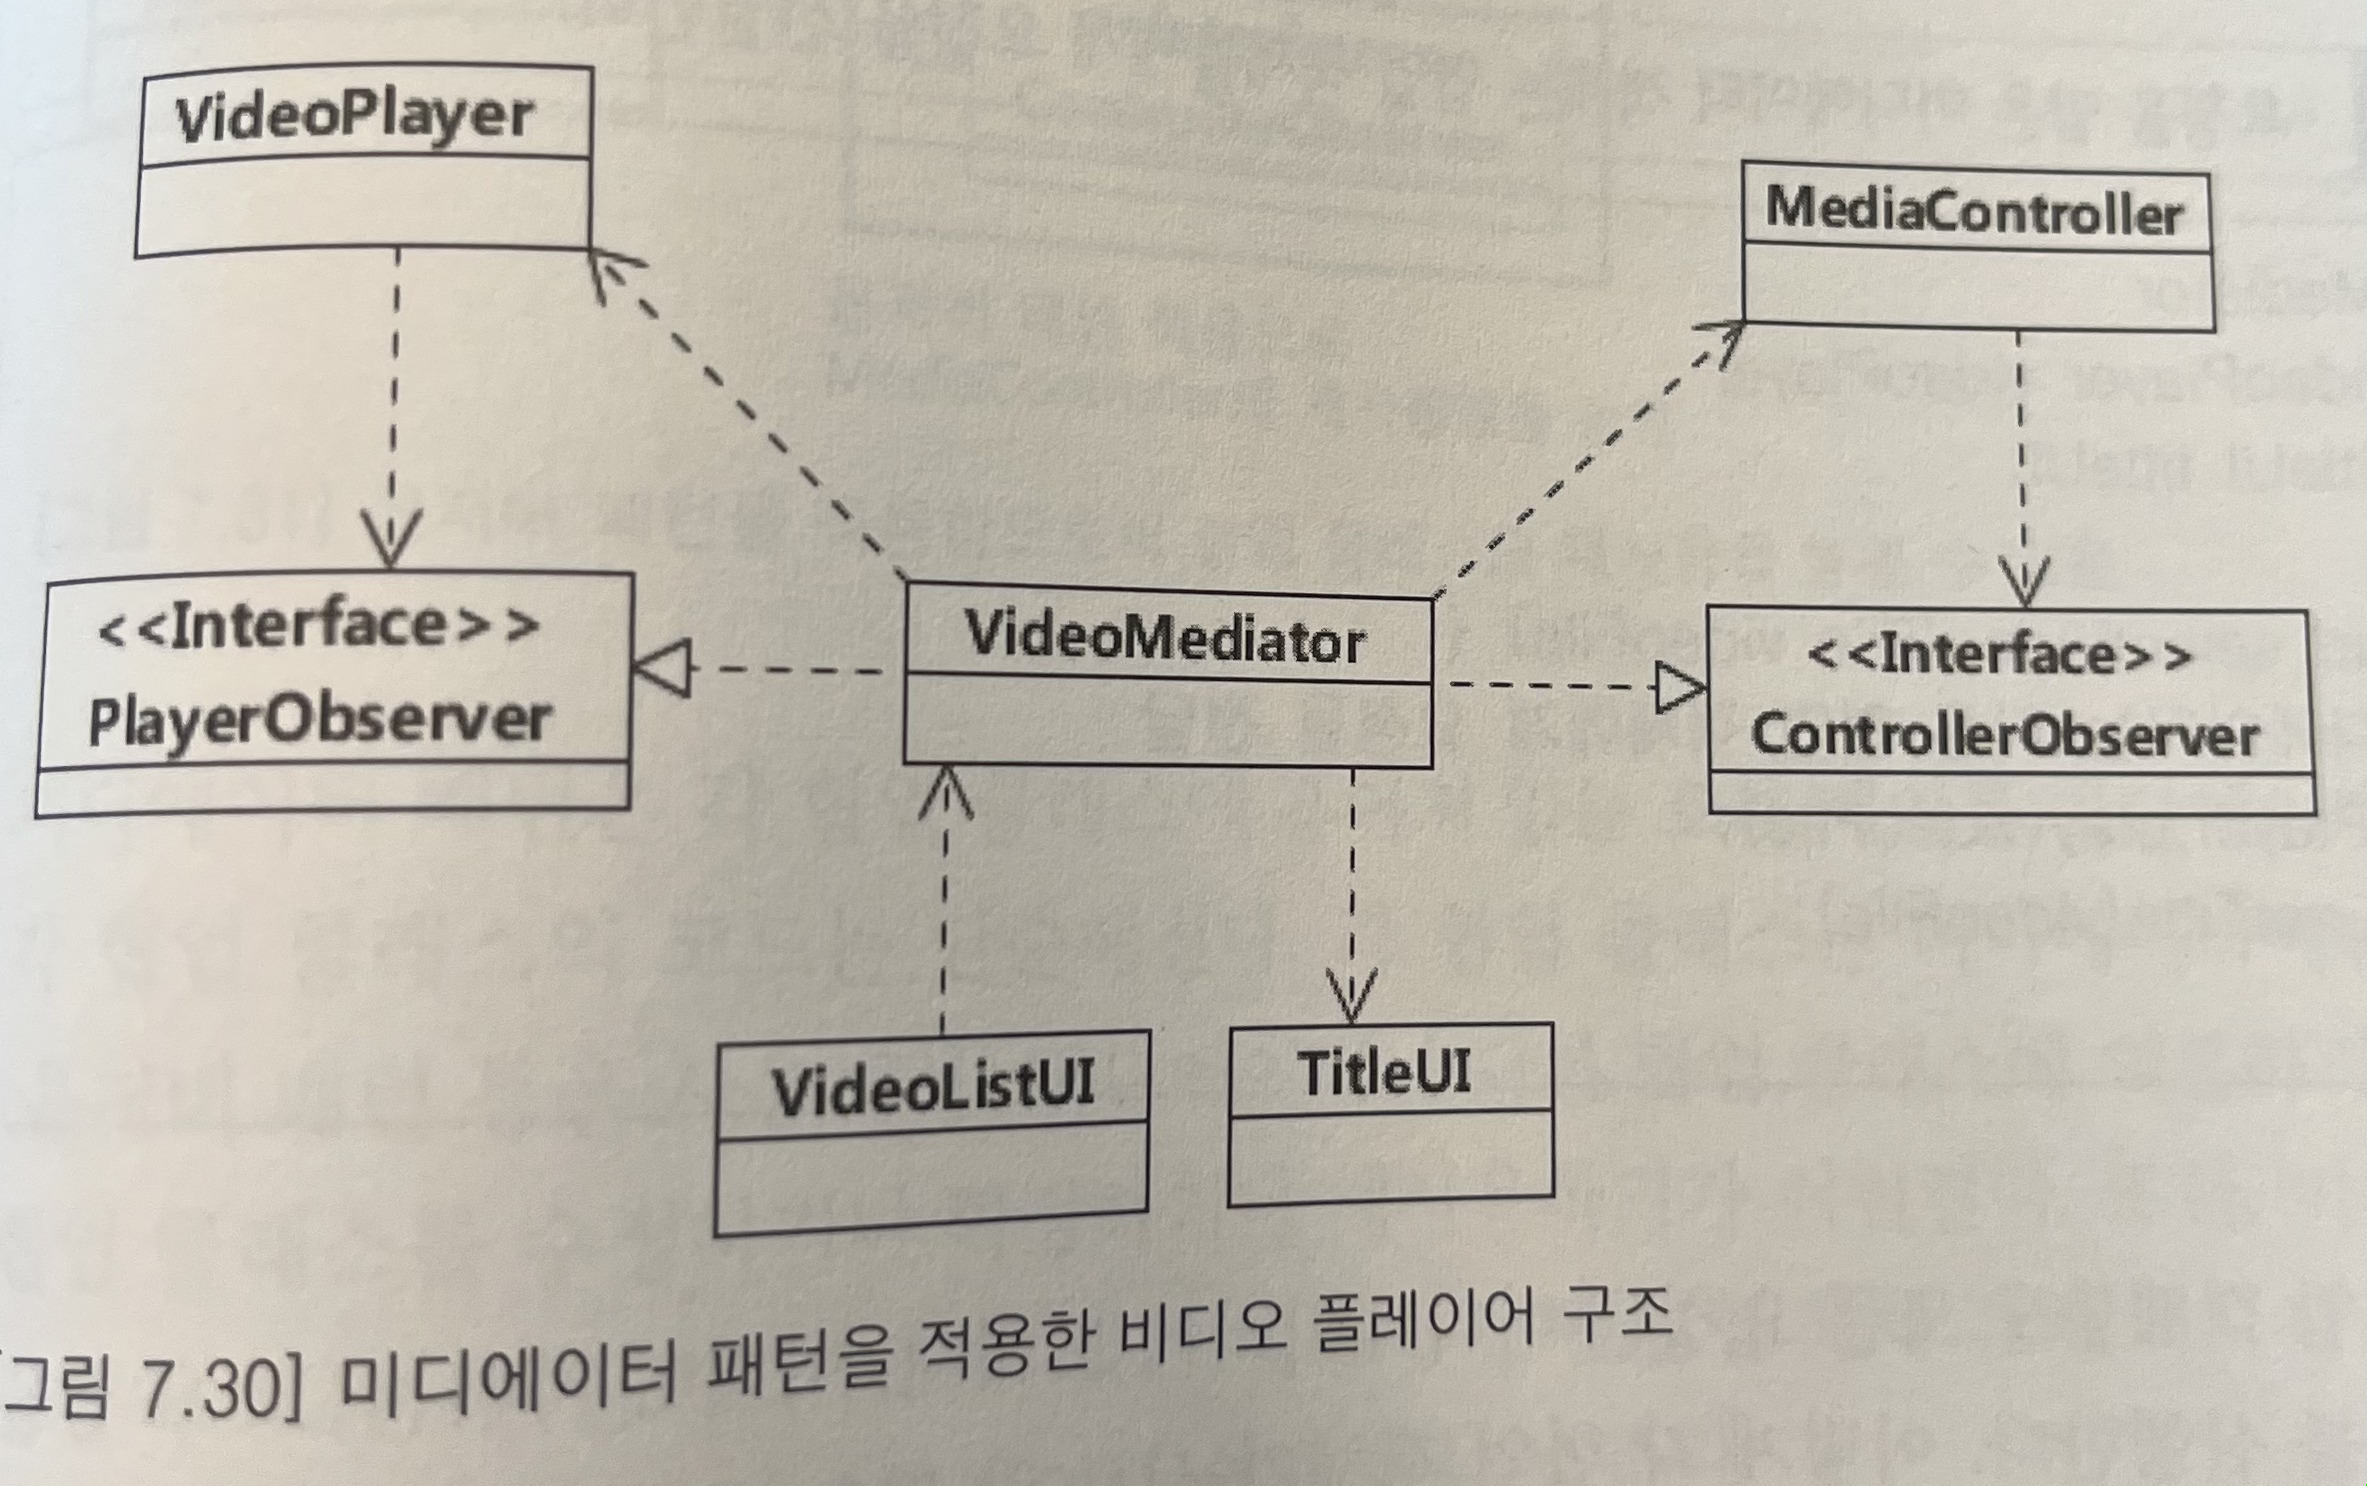 VideoPlayer
MediaController
<<Interface>>
PlayerObserver
VideoMediator
<<Interface>>
ControllerObserver
VideoListUI
TitleUI
그림 7.30] 미디에이터 패턴을 적용한 비디오 플레이어 구조